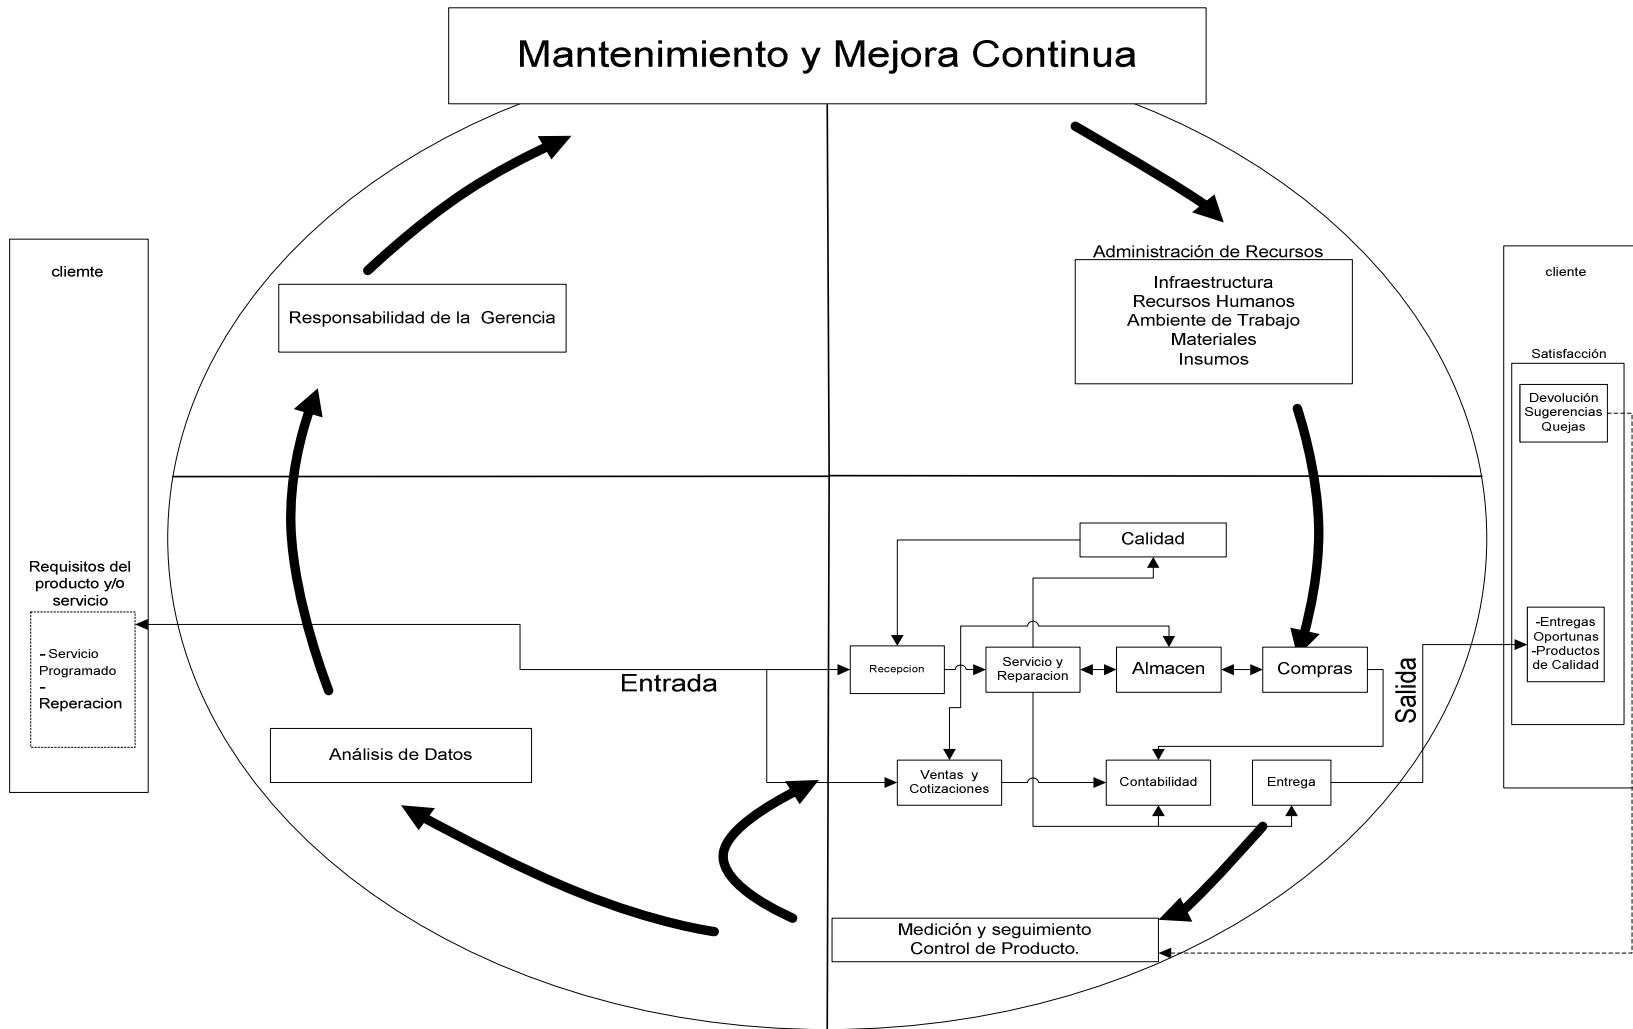 Mantenimiento y Mejora Continua
cliemte
Requisitos del
producto y/o
servicio
- Servicio
Programado
-
Reperacion
Responsabilidad de la Gerencia
Análisis de Datos
Entrada
Administración de Recursos
Infraestructura
Recursos Humanos
Ambiente de Trabajo
Materiales
Insumos
Calidad
Recepcion
Servicio y
Reparacion
Almacen
Compras
Ventas y
Cotizaciones
Contabilidad
Entrega
Salida
Medición y seguimiento
Control de Producto.
cliente
Satisfacción
Devolución
Sugerencias
Quejas
-Entregas
Oportunas
-Productos
de Calidad